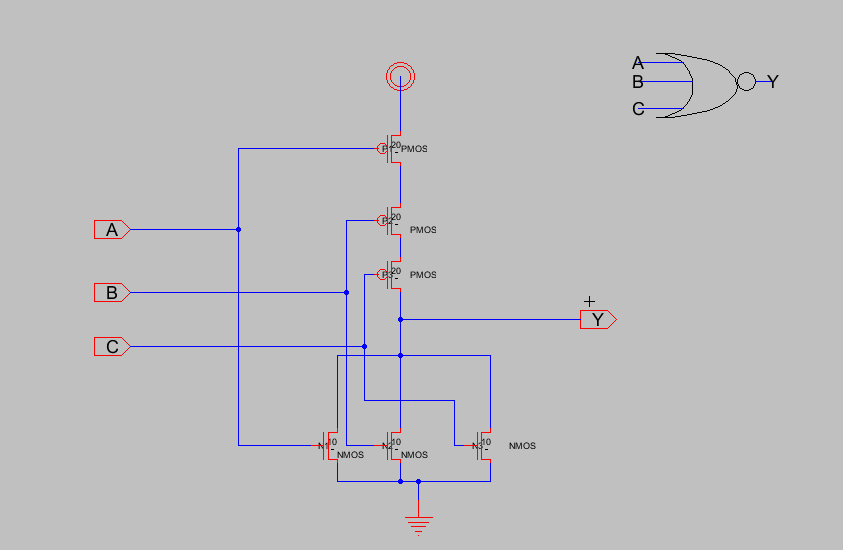 A
B Y
C
P1 20 PMOS
P2 20
PMOS
P3 20 PMOS
A
B
C
Y
N1 10
NMOS
N2 10
NMOS
N3 10 NMOS